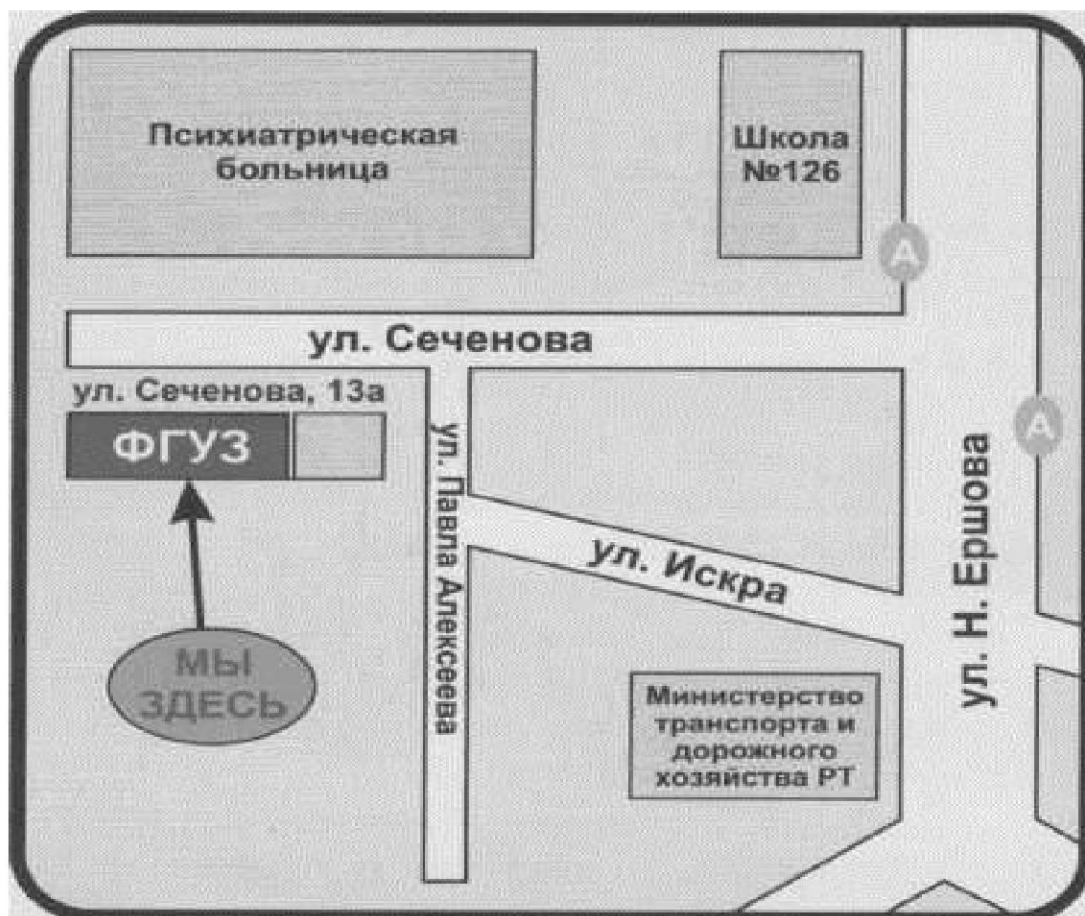 Психиатрическая
больница
Школа
№126
А
ул. Сеченова
ул. Сеченова, 13а
ФГУЗ
ул. Павла Алексеева
ул. Искра
А
ул. Н. Ершова
МЫ
ЗДЕСЬ
Министерство
транспорта и
дорожного
хозяйства РТ